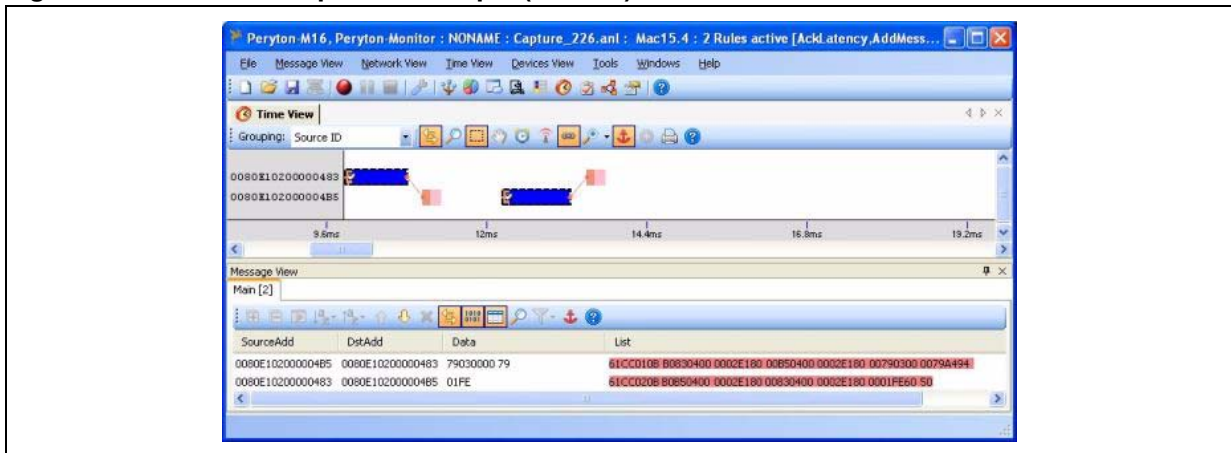 Peryton-M16, Peryton-Monitor : NONAME : Capture_226.anl : Mac15.4 : 2 Rules active [AckLatency,AddMess...
File Message View Network View Time View Devices View Tools Windows Help
Time View
Grouping: Source ID
0080E10200000483
0080E102000004B5
9.6ms 12ms 14.4ms 16.8ms 19.2ms
Message View
Main [2]
SourceAdd DstAdd Data List
0080E102000004B5 0080E10200000483 79030000 79 61CC010B B0830400 0002E180 00B50400 0002E180 00790300 0079A494
0080E10200000483 0080E102000004B5 01FE 61CC020B 80B50400 0002E180 00830400 0002E180 0001FE60 50